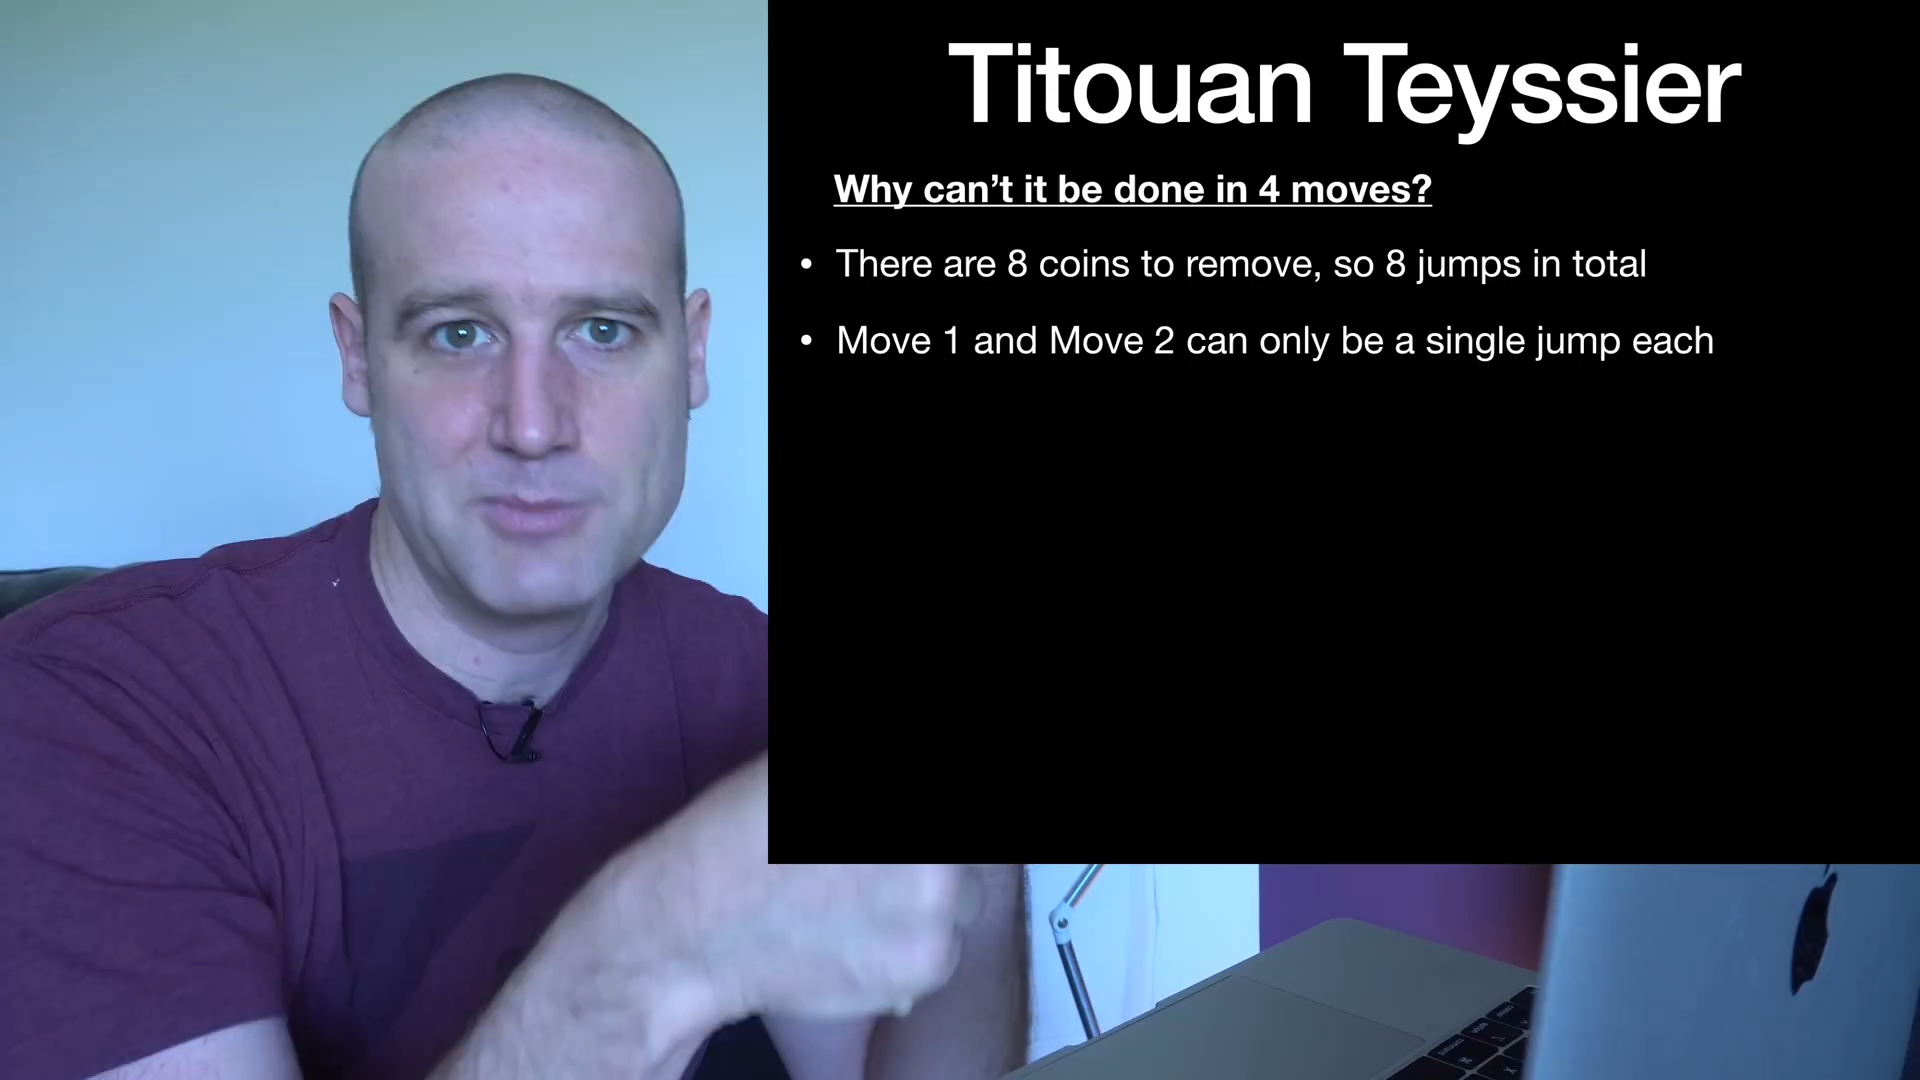 Titouan Teyssier
Why can’t it be done in 4 moves?
• There are 8 coins to remove, so 8 jumps in total
• Move 1 and Move 2 can only be a single jump each